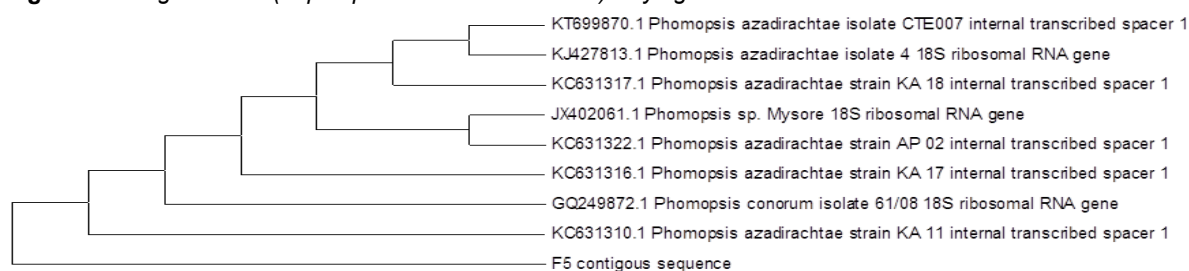 KT699870.1 Phomopsis azadirachtae isolate CTE007 internal transcribed spacer 1
KJ427813.1 Phomopsis azadirachtae isolate 4 18S ribosomal RNA gene
KC631317.1 Phomopsis azadirachtae strain KA 18 internal transcribed spacer 1
JX402061.1 Phomopsis sp. Mysore 18S ribosomal RNA gene
KC631322.1 Phomopsis azadirachtae strain AP 02 internal transcribed spacer 1
KC631316.1 Phomopsis azadirachtae strain KA 17 internal transcribed spacer 1
GQ249872.1 Phomopsis conorum isolate 61/08 18S ribosomal RNA gene
KC631310.1 Phomopsis azadirachtae strain KA 11 internal transcribed spacer 1
F5 contigous sequence